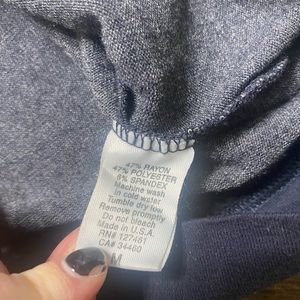 47% RAYON
47% POLYESTER
6% SPANDEX
Machine wash
in cold water
Tumble dry low
Remove promptly
Do not bleach
Made in U.S.A.
RN# 127461
CA# 34460
M